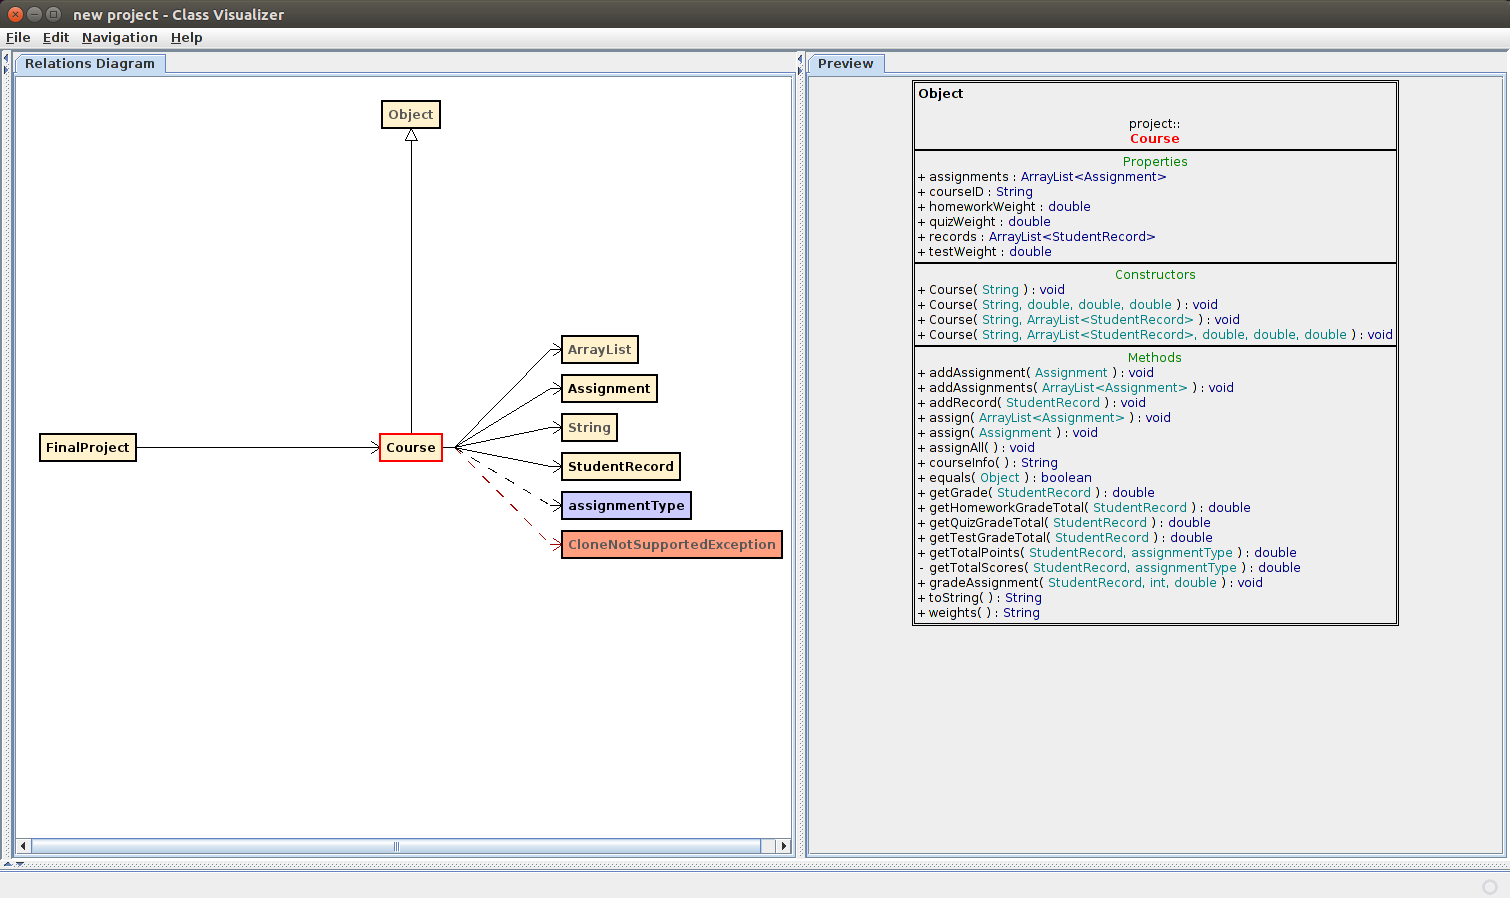 new project - Class Visualizer
File Edit Navigation Help
Relations Diagram
Object
ArrayList
Assignment
String
FinalProject
Course
StudentRecord
assignmentType
CloneNotSupportedException
Preview
Object
project::
Course
Properties
+ assignments : ArrayList<Assignment>
+ courseID : String
+ homeworkWeight : double
+ quizWeight : double
+ records : ArrayList<StudentRecord>
+ testWeight : double
Constructors
+ Course( String ) : void
+ Course( String, double, double, double ) : void
+ Course( String, ArrayList<StudentRecord> ) : void
+ Course( String, ArrayList<StudentRecord>, double, double, double ) : void
Methods
+ addAssignment( Assignment ) : void
+ addAssignments( ArrayList<Assignment> ) : void
+ addRecord( StudentRecord ) : void
+ assign( ArrayList<Assignment> ) : void
+ assign( Assignment ) : void
+ assignAll( ) : void
+ courseInfo( ) : String
+ equals( Object ) : boolean
+ getGrade( StudentRecord ) : double
+ getHomeworkGradeTotal( StudentRecord ) : double
+ getQuizGradeTotal( StudentRecord ) : double
+ getTestGradeTotal( StudentRecord ) : double
+ getTotalPoints( StudentRecord, assignmentType ) : double
- getTotalScores( StudentRecord, assignmentType ) : double
+ gradeAssignment( StudentRecord, int, double ) : void
+ toString( ) : String
+ weights( ) : String